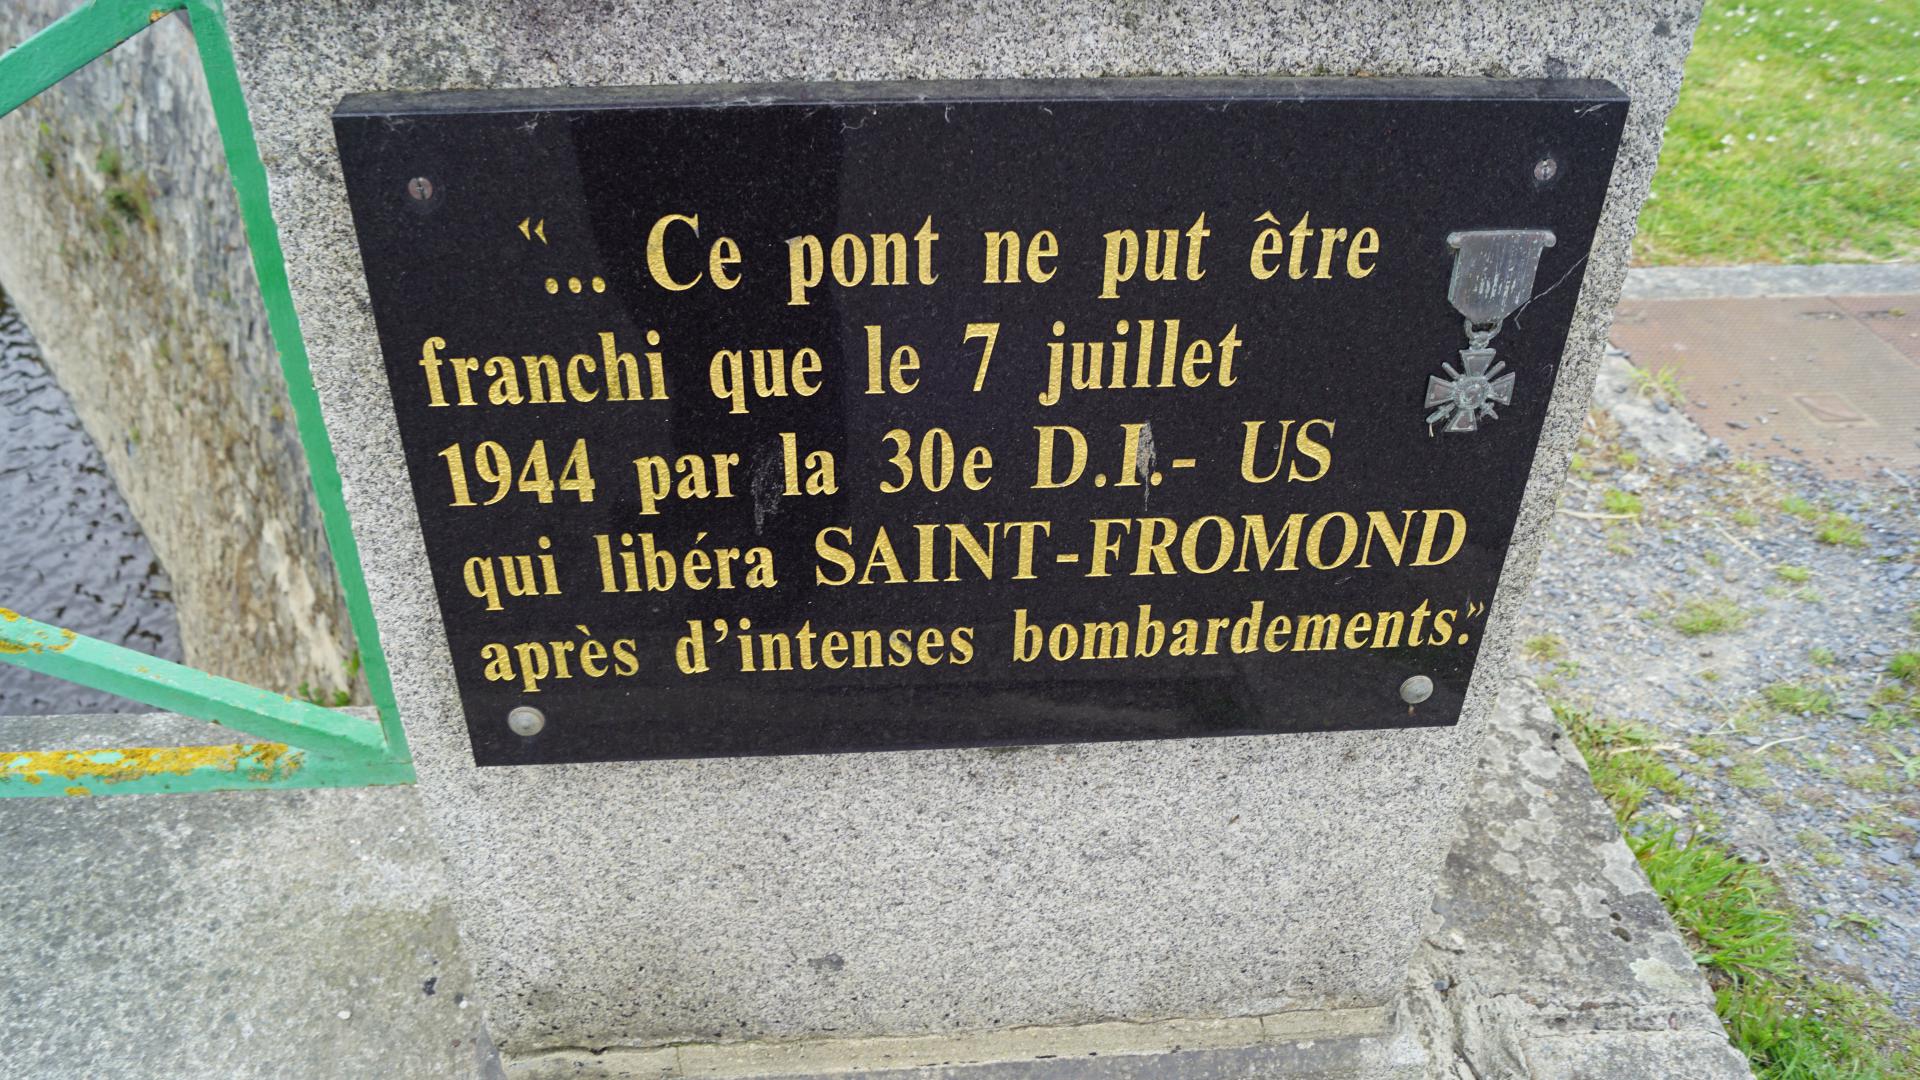 “... Ce pont ne put être
franchi que le 7 juillet
1944 par la 30e D.I.- US
qui libéra SAINT-FROMOND
après d’intenses bombardements.”